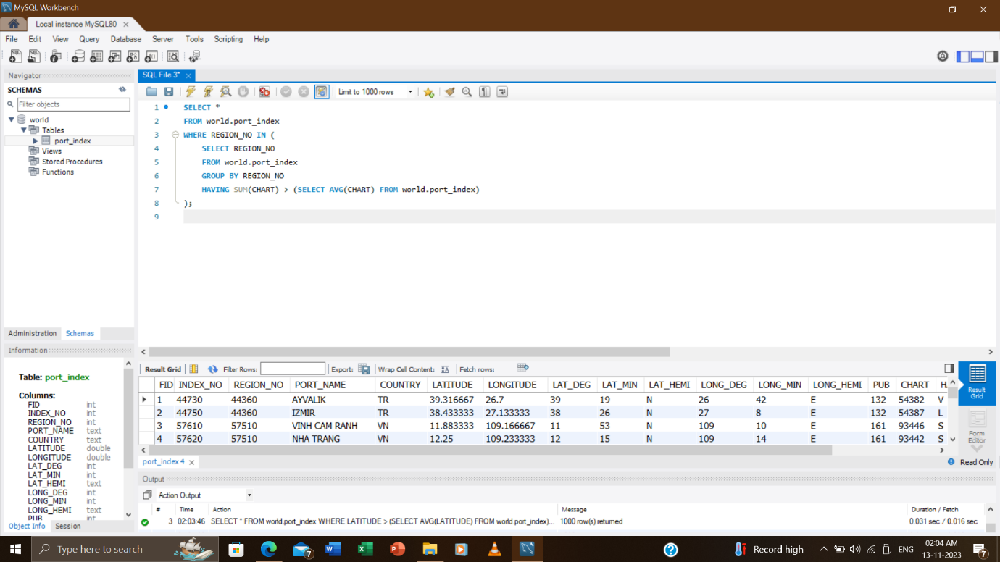 MySQL Workbench
Local instance MySQL80
File Edit View Query Database Server Tools Scripting Help
Navigator
SCHEMAS
Filter objects
world
Tables
port_index
Views
Stored Procedures
Functions
Administration Schemas
Information
Table: port_index
Columns:
FID int
INDEX_NO int
REGION_NO int
PORT_NAME text
COUNTRY text
LATITUDE double
LONGITUDE double
LAT_DEG int
LAT_MIN int
LAT_HEMI text
LONG_DEG int
LONG_MIN int
LONG_HEMI text
PUB int
Object Info Session
SQL File 3*
Limit to 1000 rows
1 SELECT *
2 FROM world.port_index
3 WHERE REGION_NO IN (
4 SELECT REGION_NO
5 FROM world.port_index
6 GROUP BY REGION_NO
7 HAVING SUM(CHART) > (SELECT AVG(CHART) FROM world.port_index)
8 );
9
Result Grid Filter Rows: Export: Wrap Cell Content: Fetch rows:
FID INDEX_NO REGION_NO PORT_NAME COUNTRY LATITUDE LONGITUDE LAT_DEG LAT_MIN LAT_HEMI LONG_DEG LONG_MIN LONG_HEMI PUB CHART
1 44730 44360 AYVALIK TR 39.316667 26.7 39 19 N 26 42 E 132 54382 V
2 44750 44360 IZMIR TR 38.433333 27.133333 38 26 N 27 8 E 132 54387 L
3 57610 57510 VINH CAM RANH VN 11.883333 109.166667 11 53 N 109 10 E 161 93446 S
4 57620 57510 NHA TRANG VN 12.25 109.233333 12 15 N 109 14 E 161 93442 S
Result Grid
Form Editor
port_index 4
Read Only
Output
Action Output
# Time Action Message Duration / Fetch
3 02:03:46 SELECT * FROM world.port_index WHERE LATITUDE > (SELECT AVG(LATITUDE) FROM world.port_index)... 1000 row(s) returned 0.031 sec / 0.016 sec
Type here to search
7
Record high
ENG
02:04 AM
13-11-2023
7